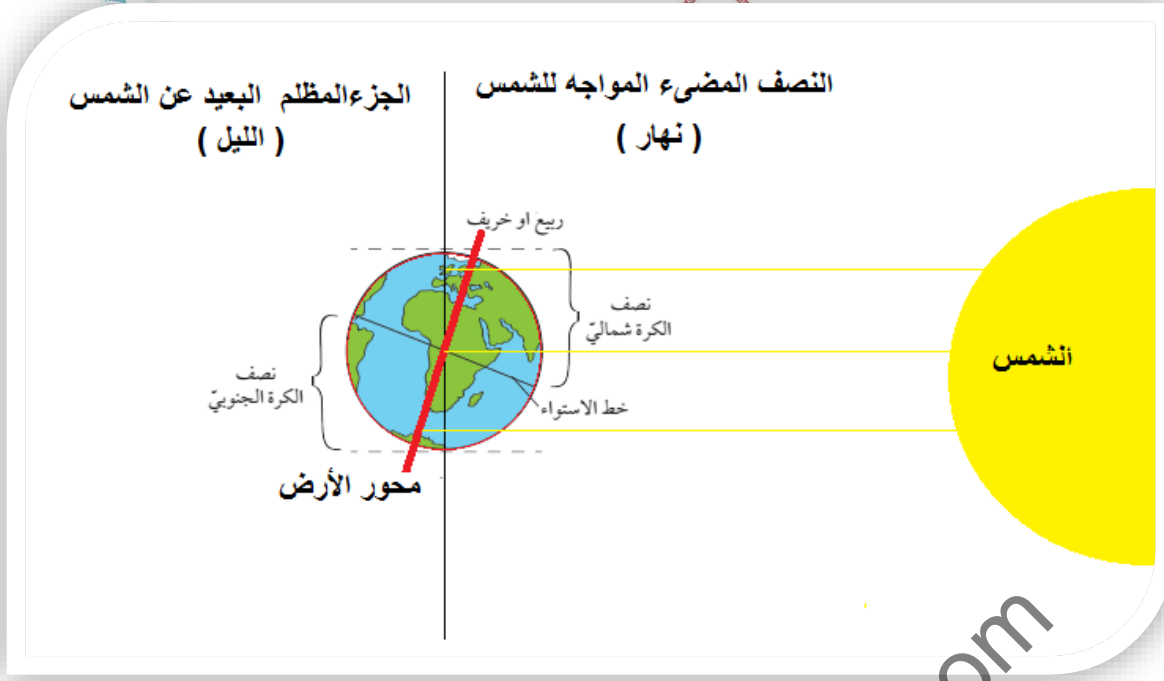 النصف المضىء المواجه للشمس
( نهار )
الجزءالمظلم البعيد عن الشمس
( الليل )
ربيع او خريف
نصف
الكرة شماليّ
الشمس
نصف
الكرة الجنوبيّ
خط الاستواء
محور الأرض
om